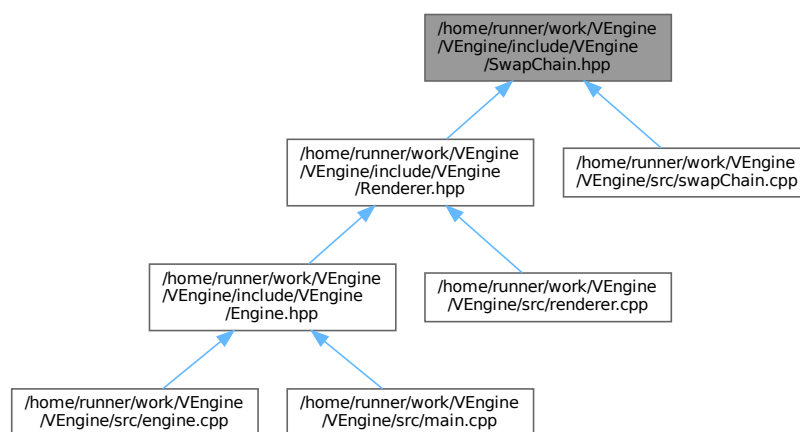 /home/runner/work/VEngine
/VEngine/include/VEngine
/SwapChain.hpp
/home/runner/work/VEngine
/VEngine/include/VEngine
/Renderer.hpp
/home/runner/work/VEngine
/VEngine/src/swapChain.cpp
/home/runner/work/VEngine
/VEngine/include/VEngine
/Engine.hpp
/home/runner/work/VEngine
/VEngine/src/renderer.cpp
/home/runner/work/VEngine
/VEngine/src/engine.cpp
/home/runner/work/VEngine
/VEngine/src/main.cpp